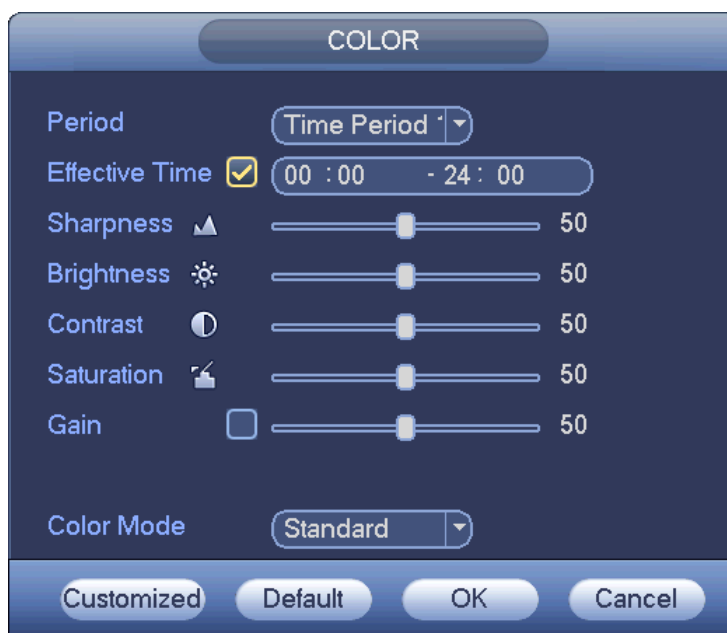 COLOR
Period Time Period
Effective Time 00 : 00 - 24 : 00
Sharpness 50
Brightness 50
Contrast 50
Saturation 50
Gain 50
Color Mode Standard
Customized Default OK Cancel